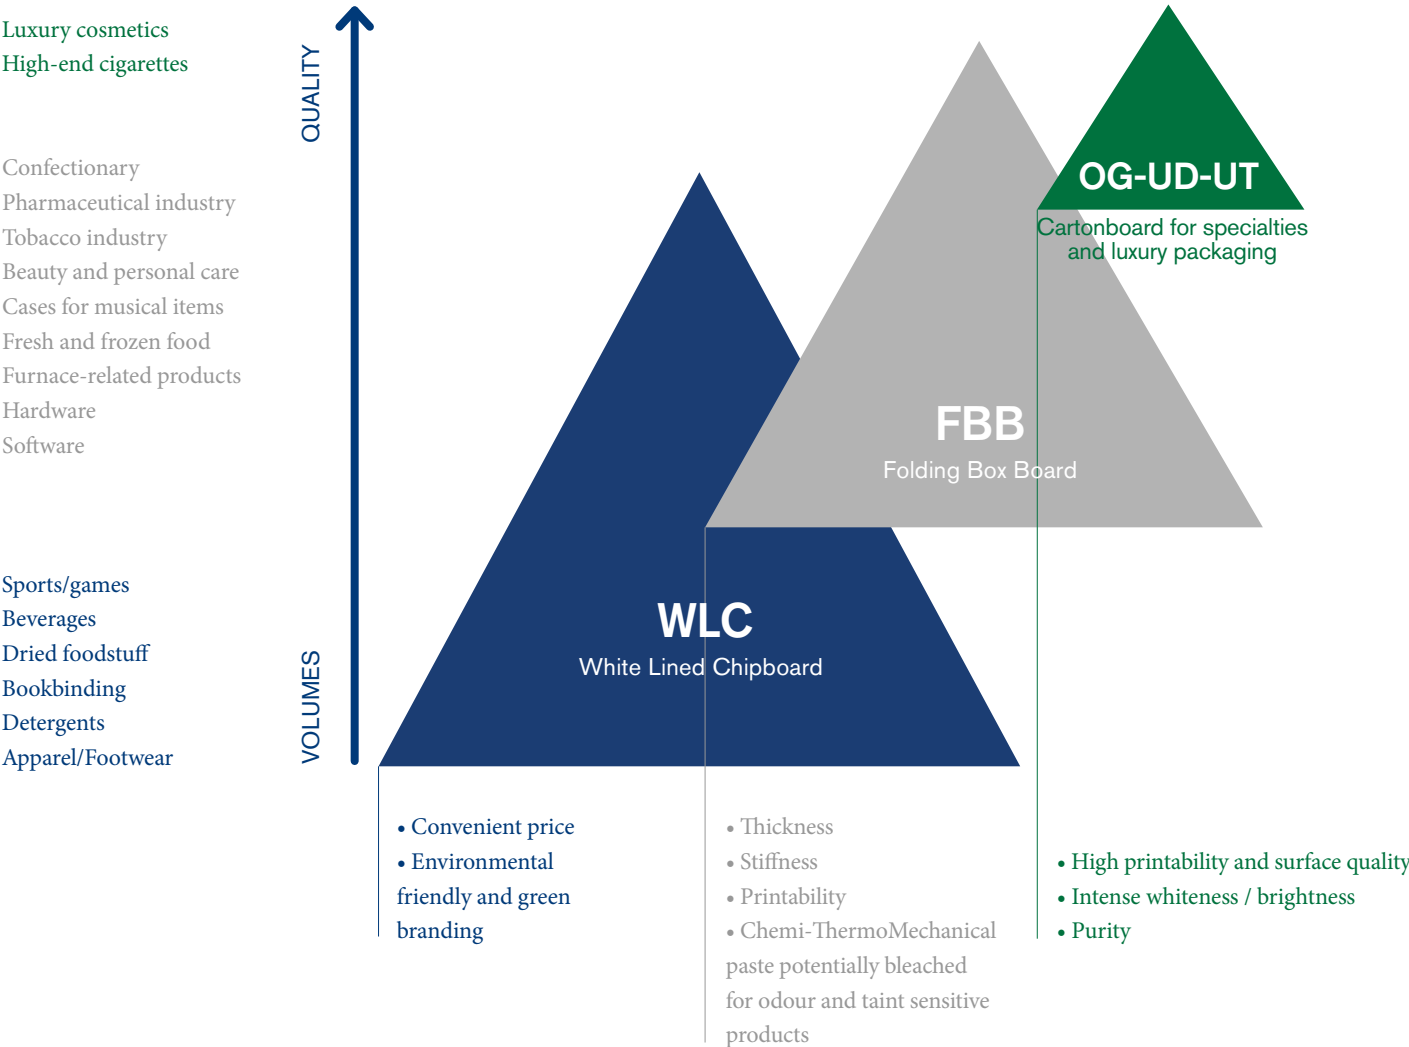 Luxury cosmetics
High-end cigarettes
Confectionary
Pharmaceutical industry
Tobacco industry
Beauty and personal care
Cases for musical items
Fresh and frozen food
Furnace-related products
Hardware
Software
Sports/games
Beverages
Dried foodstuff
Bookbinding
Detergents
Apparel/Footwear
QUALITY
VOLUMES
WLC
White Lined Chipboard
FBB
Folding Box Board
OG-UD-UT
Cartonboard for specialties
and luxury packaging
• Convenient price
• Environmental
friendly and green
branding
• Thickness
• Stiffness
• Printability
• Chemi-ThermoMechanical
paste potentially bleached
for odour and taint sensitive
products
• High printability and surface quality
• Intense whiteness / brightness
• Purity